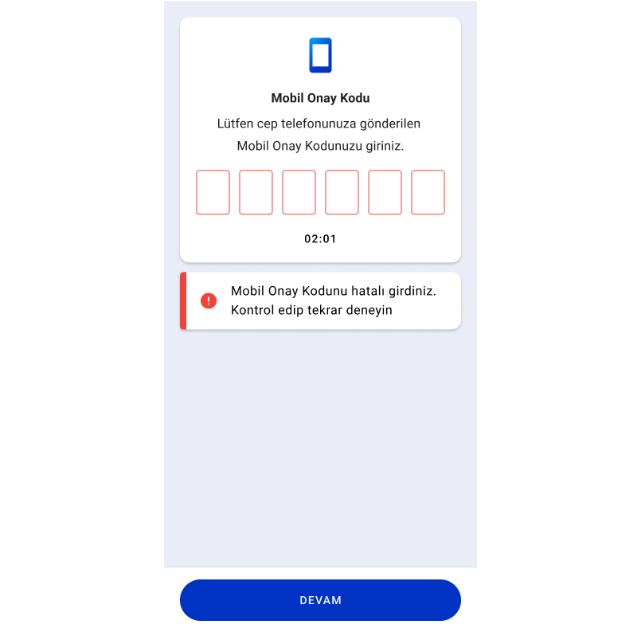 Mobil Onay Kodu
Lütfen cep telefonunuza gönderilen
Mobil Onay Kodunuzu giriniz.
02:01
Mobil Onay Kodunu hatalı girdiniz.
Kontrol edip tekrar deneyin
DEVAM